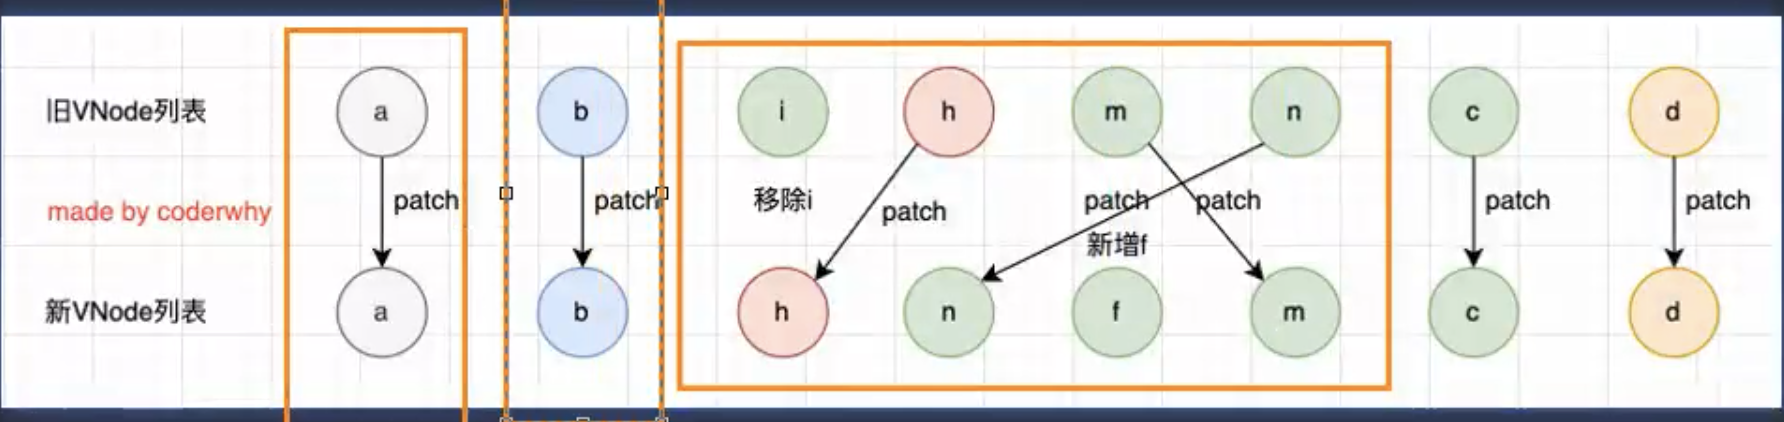 旧VNode列表
a
b
i
h
m
n
c
d
made by coderwhy
patch
patch
移除i
patch
patch
patch
patch
patch
新增f
新VNode列表
a
b
h
n
f
m
c
d